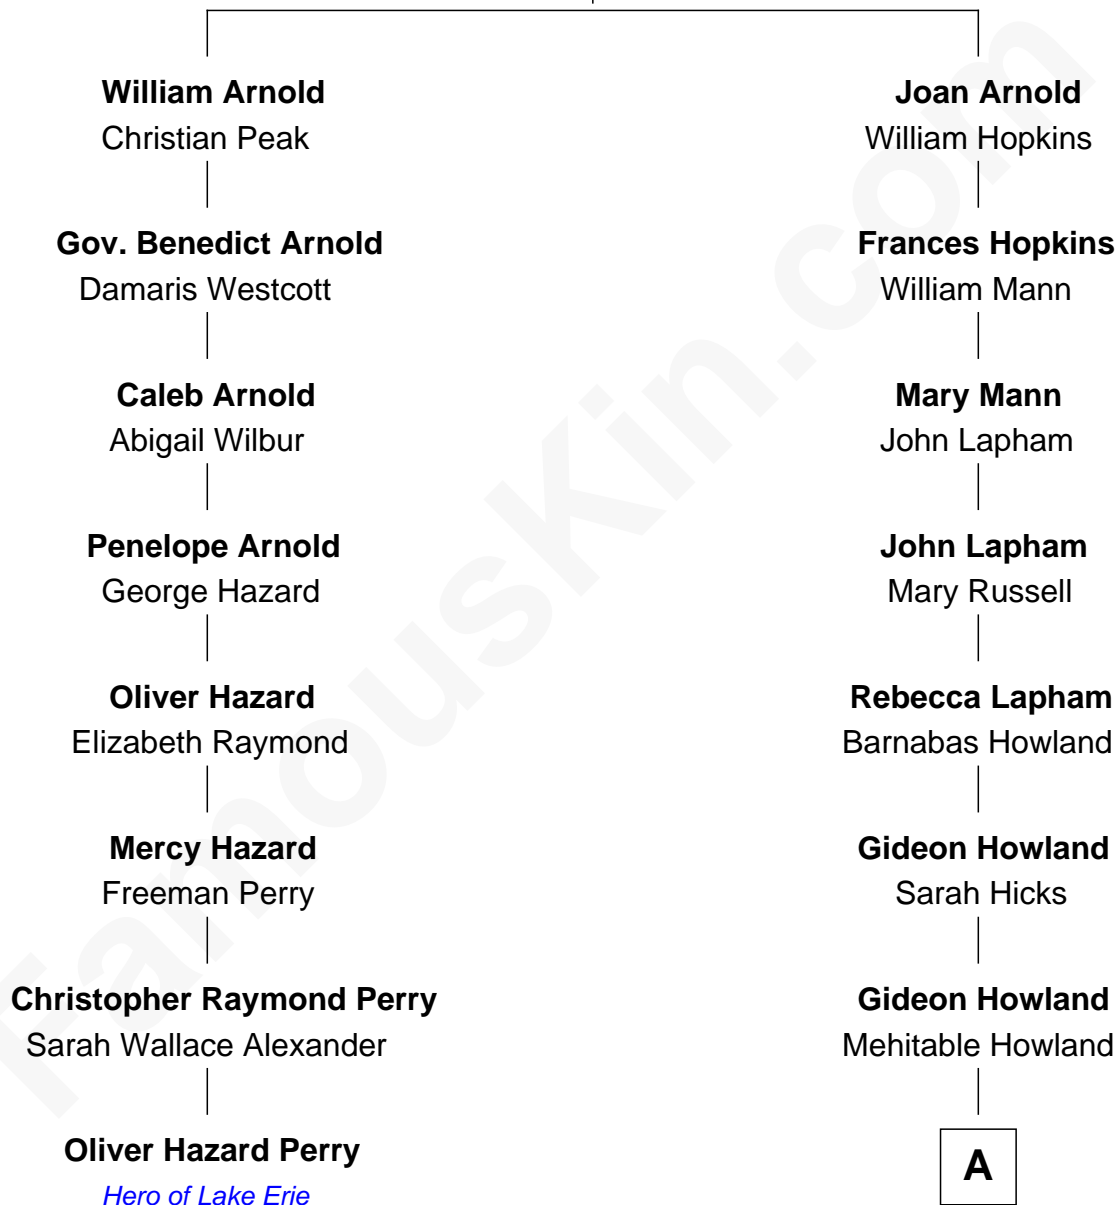 William Arnold
Christian Peak
Gov. Benedict Arnold
Damaris Westcott
Caleb Arnold
Abigail Wilbur
Penelope Arnold
George Hazard
Oliver Hazard
Elizabeth Raymond
Mercy Hazard
Freeman Perry
Christopher Raymond Perry
Sarah Wallace Alexander
Oliver Hazard Perry
Hero of Lake Erie
Joan Arnold
William Hopkins
Frances Hopkins
William Mann
Mary Mann
John Lapham
John Lapham
Mary Russell
Rebecca Lapham
Barnabas Howland
Gideon Howland
Sarah Hicks
Gideon Howland
Mehitable Howland
A
FamousKin.com